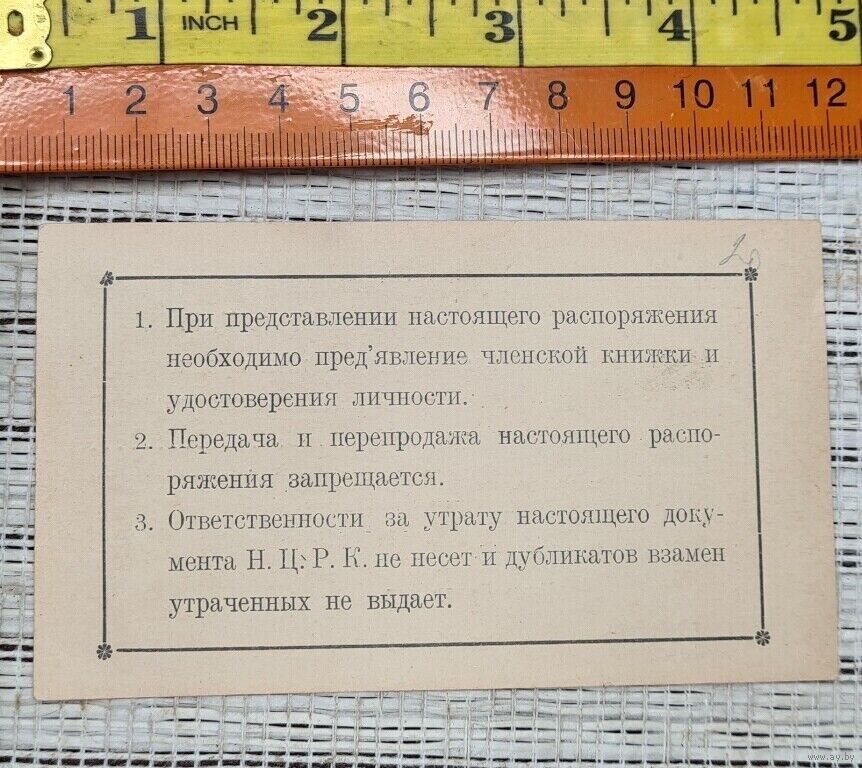 1 INCH 2 3 4 5
1 2 3 4 5 6 7 8 9 10 11 12
1. При представлении настоящего распоряжения
необходимо пред’явление членской книжки и
удостоверения личности.
2. Передача и перепродажа настоящего распо-
ряжения запрещается.
3. Ответственности за утрату настоящего доку-
мента Н. Ц. Р. К. не несет и дубликатов взамен
утраченных не выдает.
www.ay.by